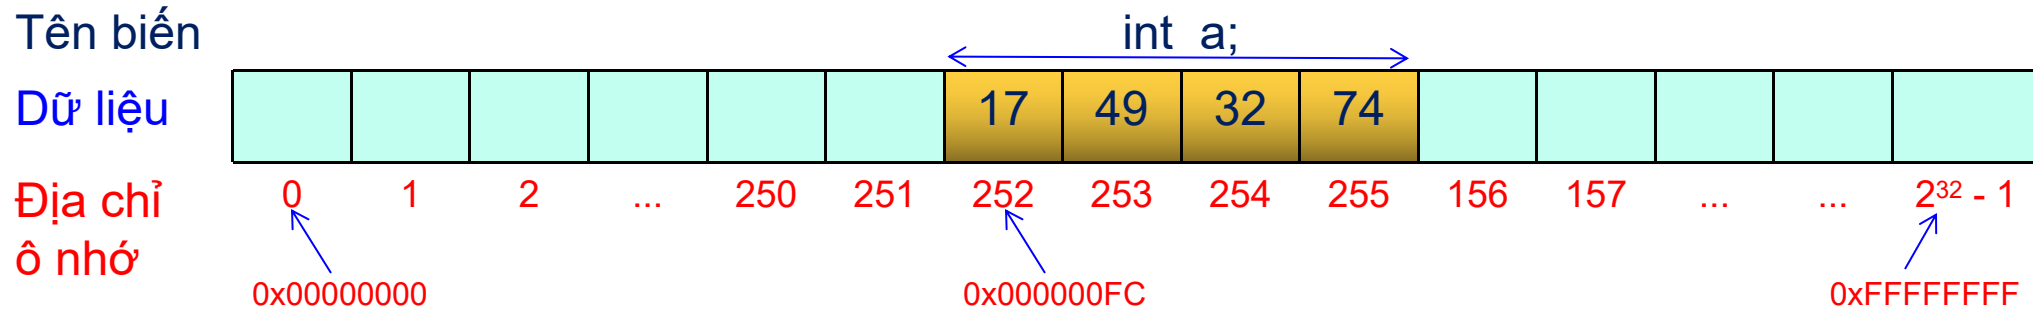 Tên biến int a;
Dữ liệu 17 49 32 74
Địa chỉ 0 1 2 ... 250 251 252 253 254 255 156 157 ... ... 2³² - 1
ô nhớ
0x00000000 0x000000FC 0xFFFFFFFF